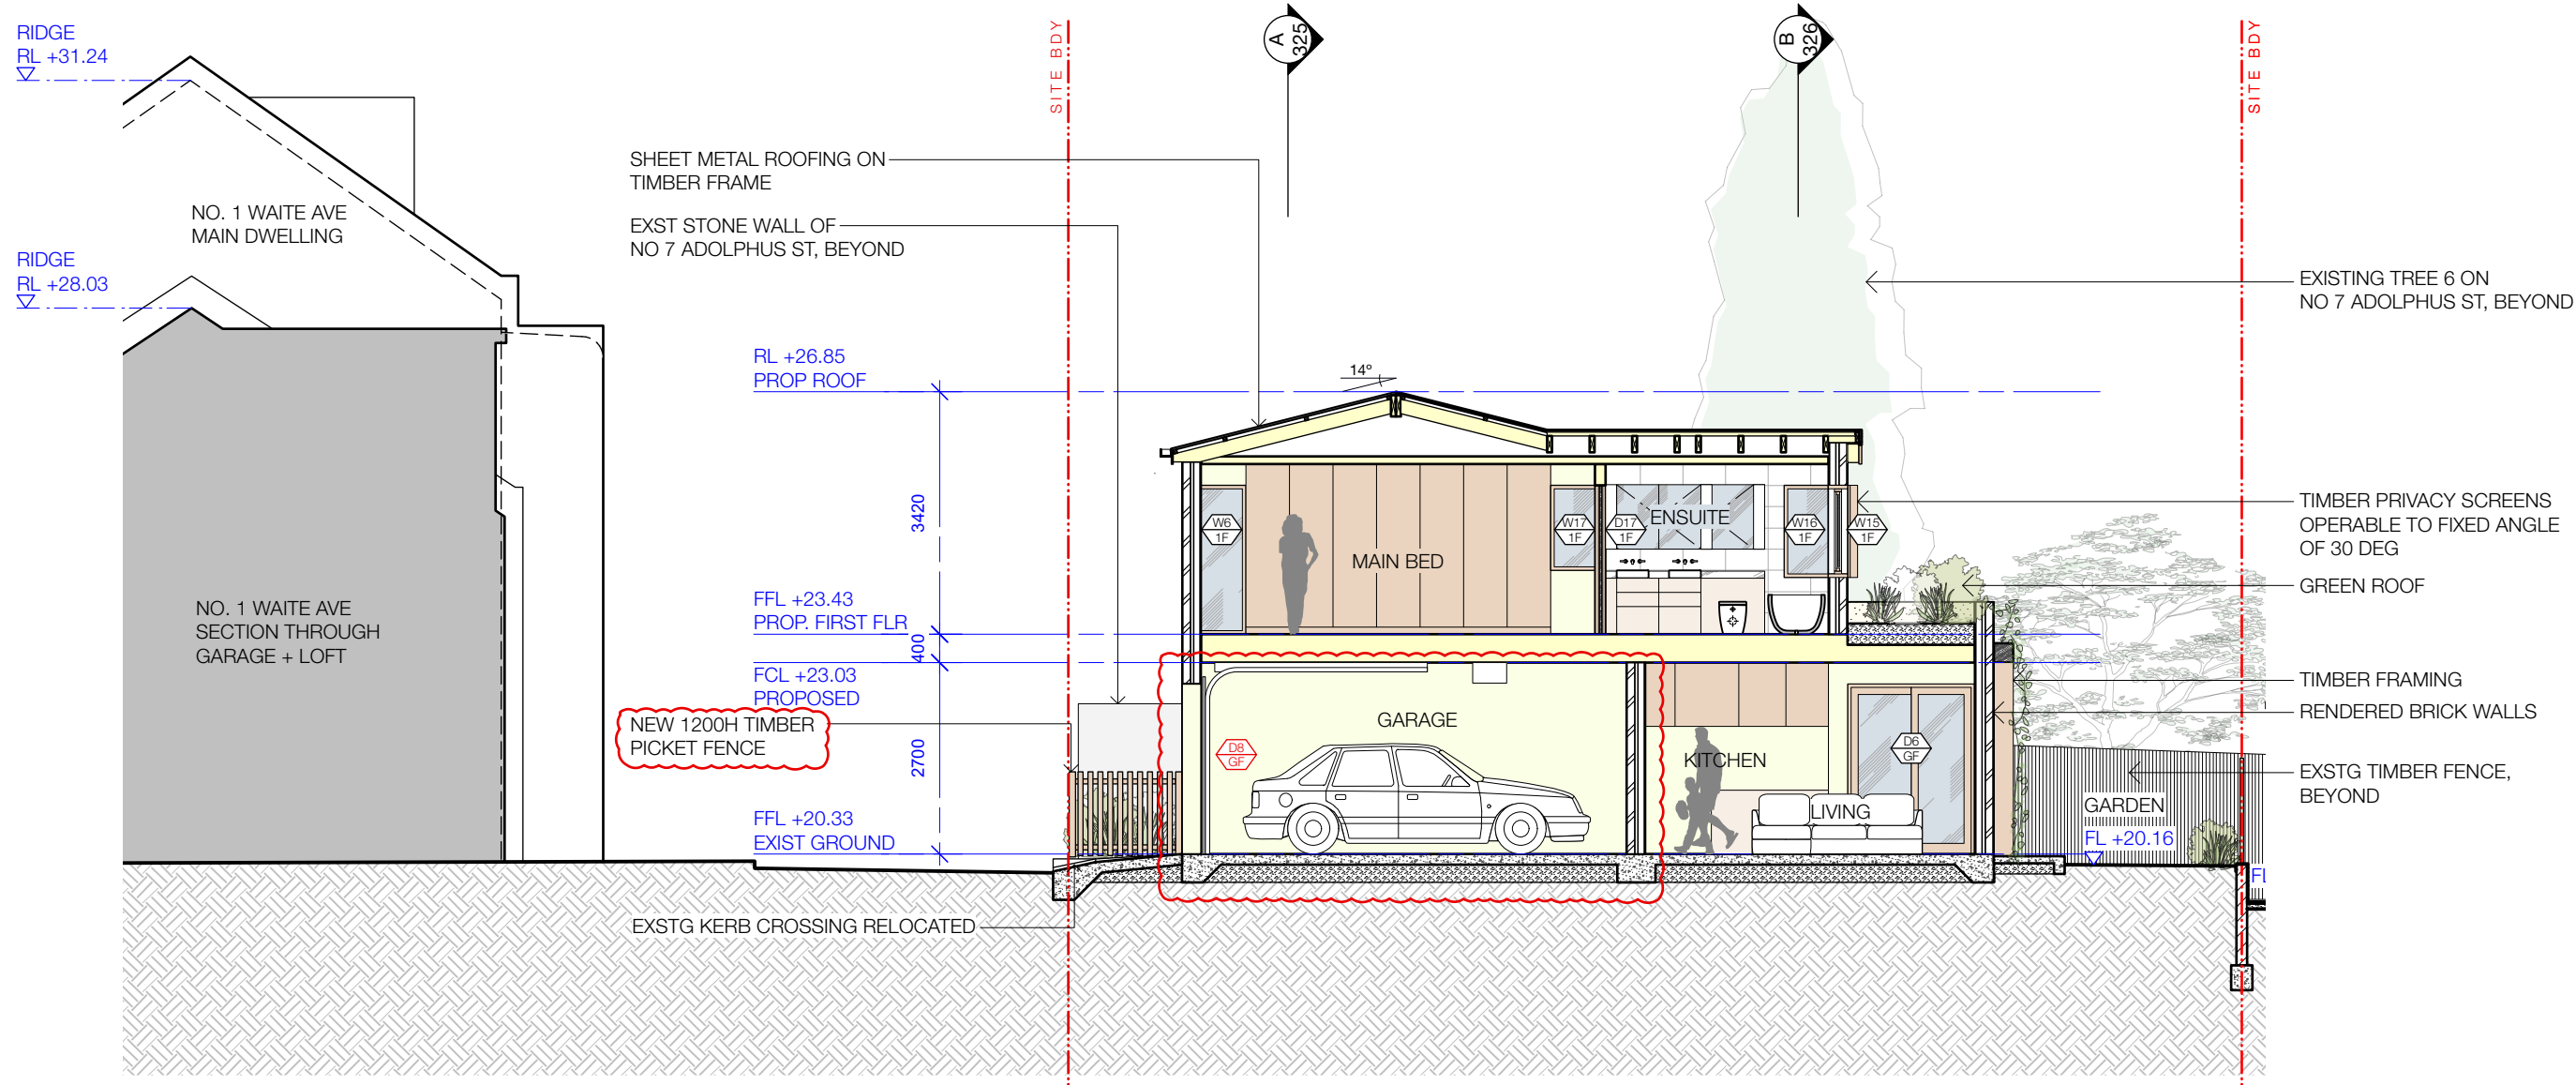 RIDGE
RL +31.24
NO. 1 WAITE AVE
MAIN DWELLING
RIDGE
RL +28.03
NO. 1 WAITE AVE
SECTION THROUGH
GARAGE + LOFT
SITE BDY
A
325
B
326
SITE BDY
SHEET METAL ROOFING ON
TIMBER FRAME
EXST STONE WALL OF
NO 7 ADOLPHUS ST, BEYOND
RL +26.85
PROP ROOF
14°
3420
FFL +23.43
PROP. FIRST FLR
400
FCL +23.03
PROPOSED
NEW 1200H TIMBER
PICKET FENCE
2700
FFL +20.33
EXIST GROUND
EXSTG KERB CROSSING RELOCATED
W6
1F
MAIN BED
W17
1F
D17
1F
ENSUITE
W16
1F
W15
1F
GARAGE
D8
GF
KITCHEN
LIVING
D6
GF
EXISTING TREE 6 ON
NO 7 ADOLPHUS ST, BEYOND
TIMBER PRIVACY SCREENS
OPERABLE TO FIXED ANGLE
OF 30 DEG
GREEN ROOF
TIMBER FRAMING
RENDERED BRICK WALLS
EXSTG TIMBER FENCE,
BEYOND
GARDEN
FL +20.16